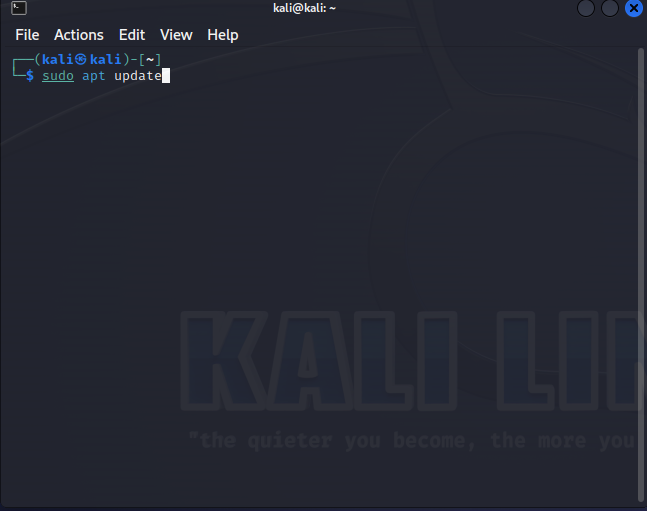 kali@kali: ~
File Actions Edit View Help
┌──(kali㉿kali)-[~]
└─$ sudo apt update
KALI LIN
"the quieter you become, the more you